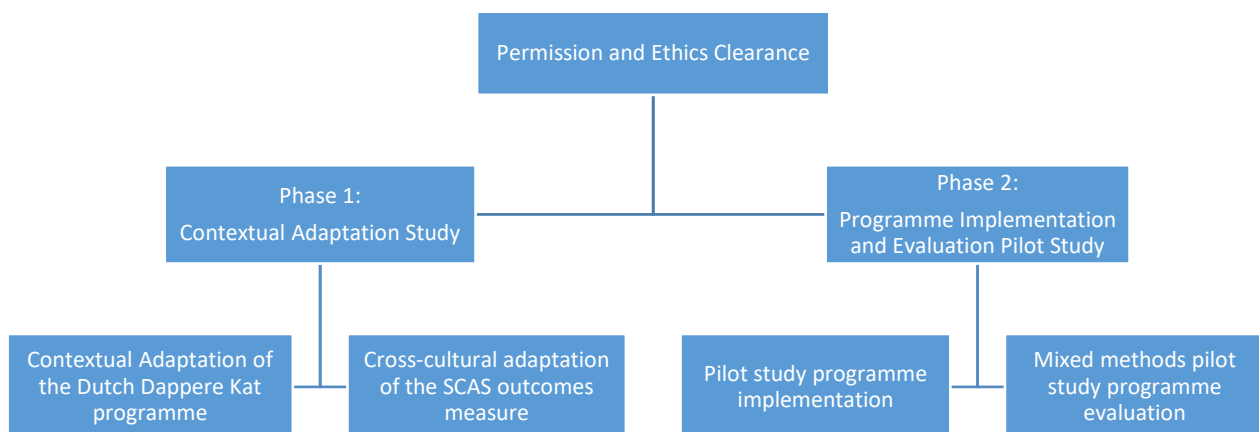 Permission and Ethics Clearance
Phase 1:
Contextual Adaptation Study
Phase 2:
Programme Implementation
and Evaluation Pilot Study
Contextual Adaptation of
the Dutch Dappere Kat
programme
Cross-cultural adaptation
of the SCAS outcomes
measure
Pilot study programme
implementation
Mixed methods pilot
study programme
evaluation